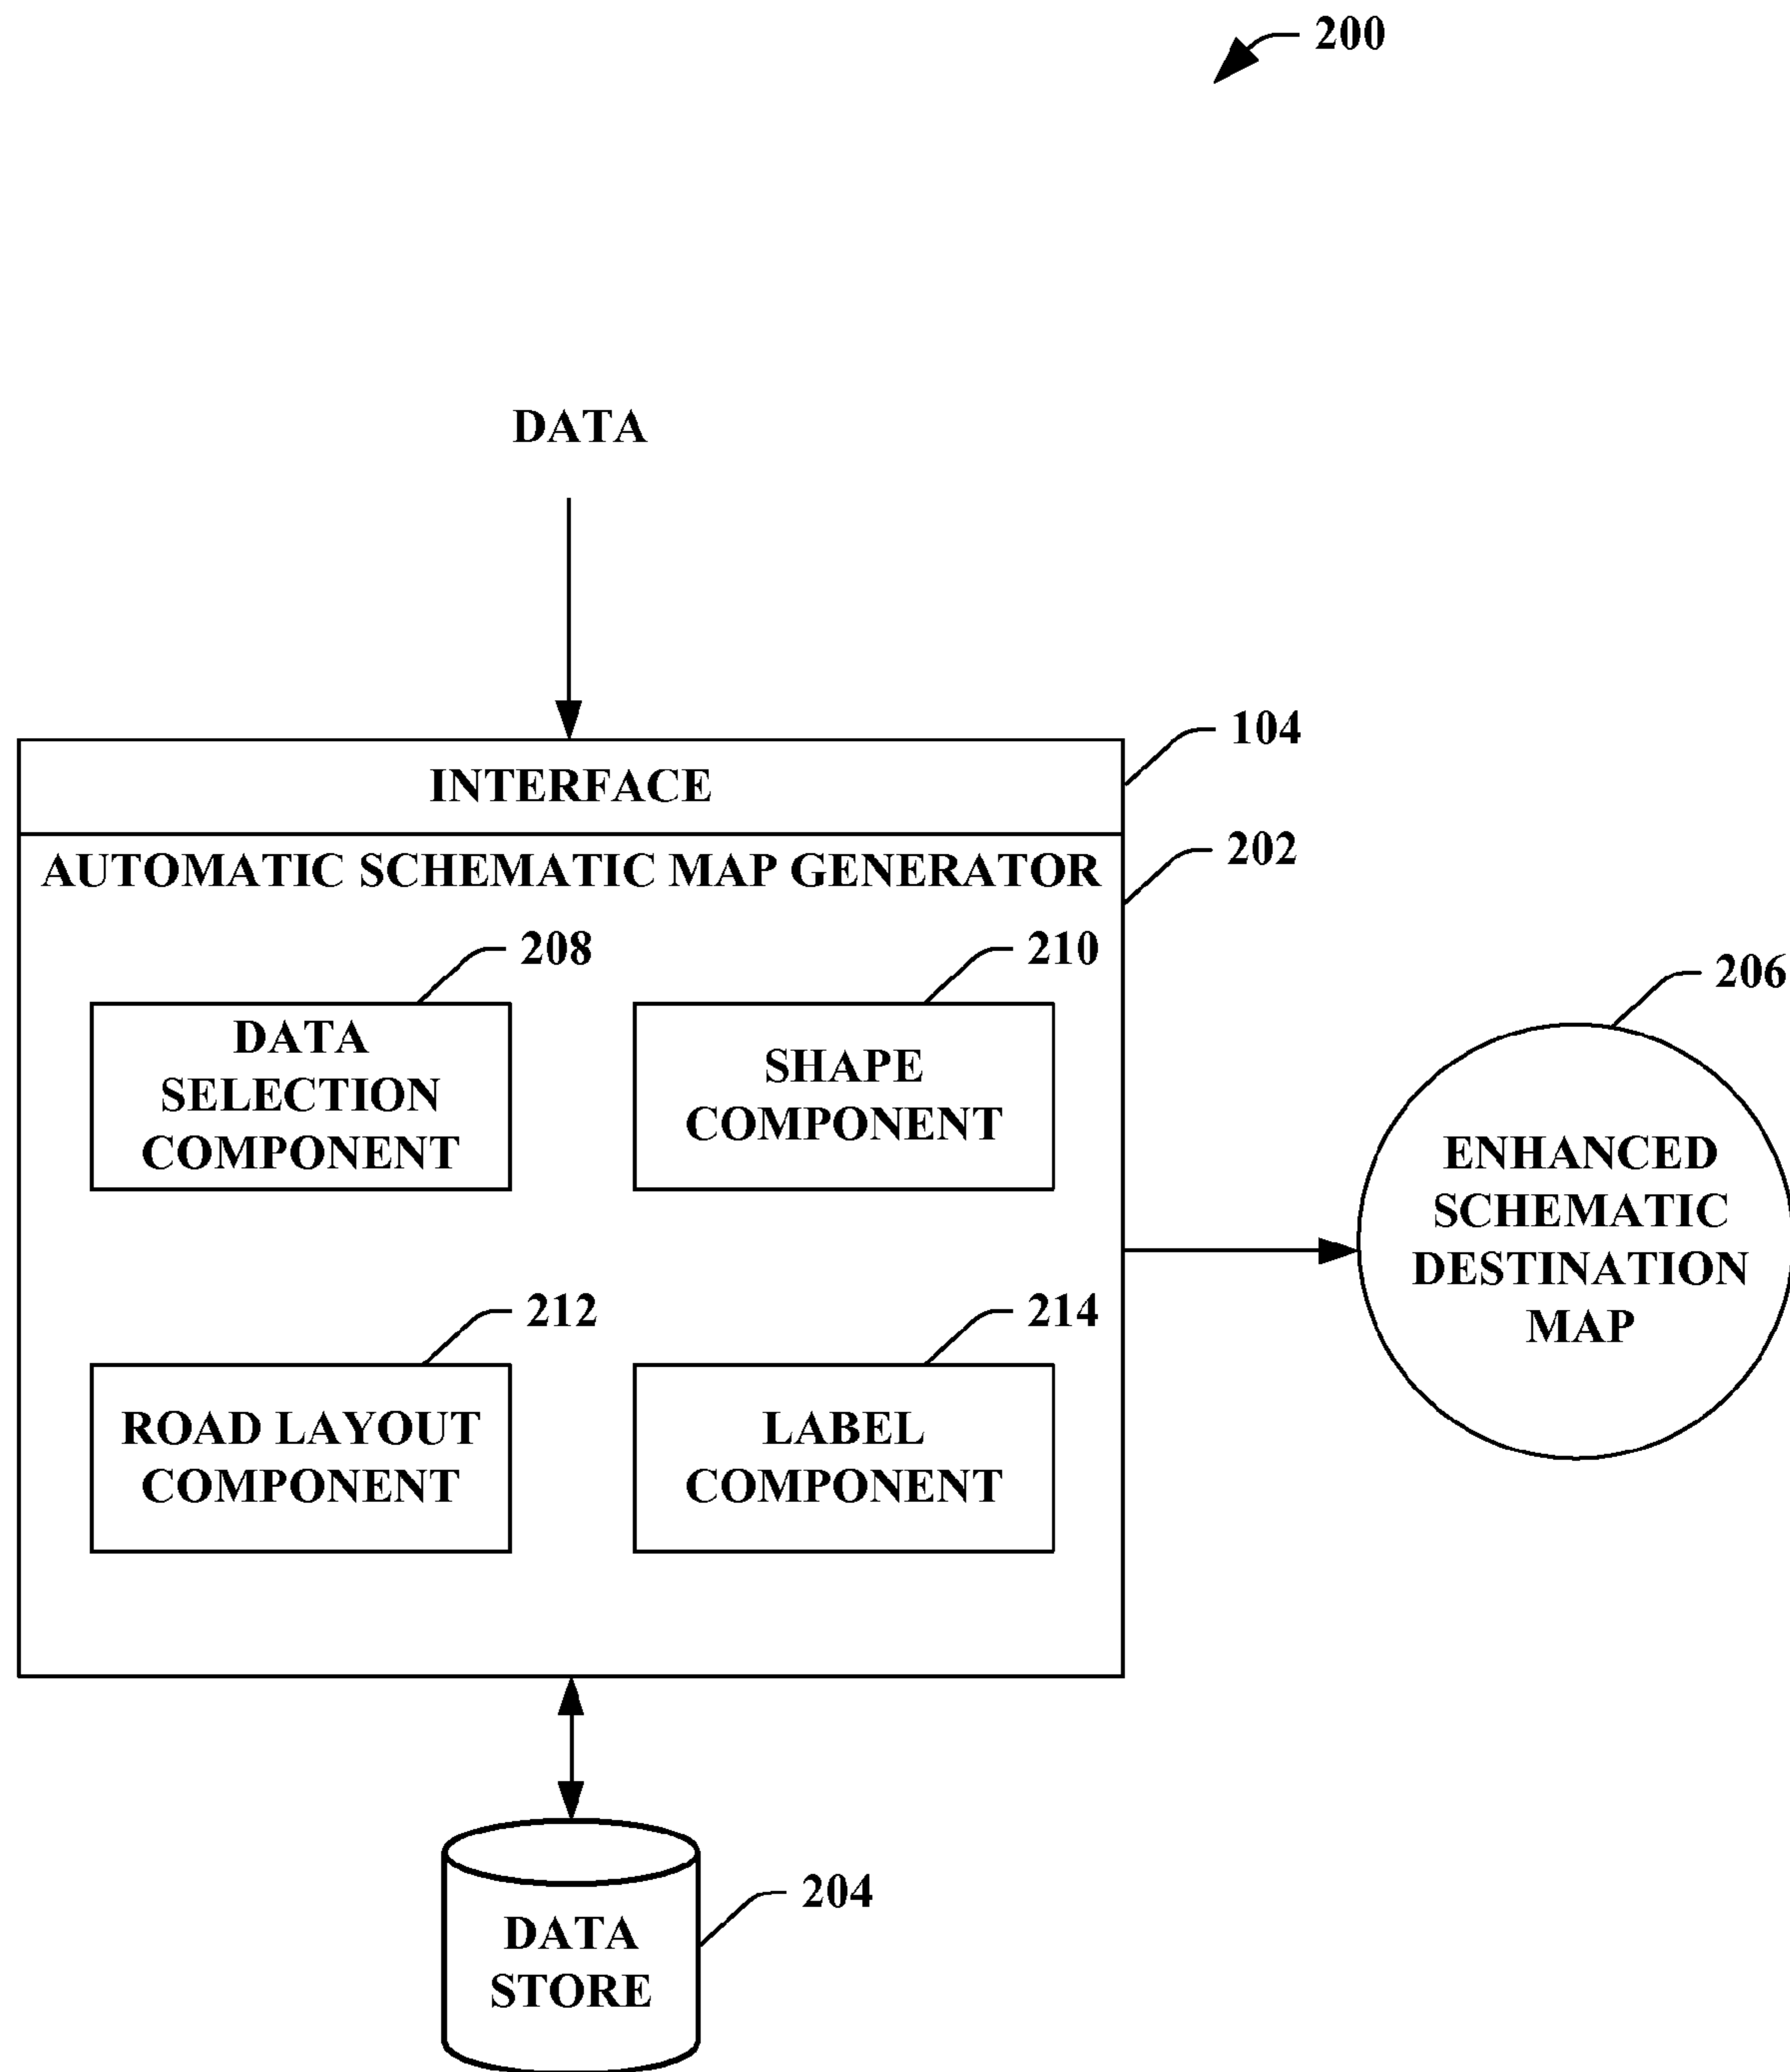 200
DATA
104
INTERFACE
202
AUTOMATIC SCHEMATIC MAP GENERATOR
208
DATA
SELECTION
COMPONENT
210
SHAPE
COMPONENT
206
ENHANCED
SCHEMATIC
DESTINATION
MAP
212
ROAD LAYOUT
COMPONENT
214
LABEL
COMPONENT
204
DATA
STORE